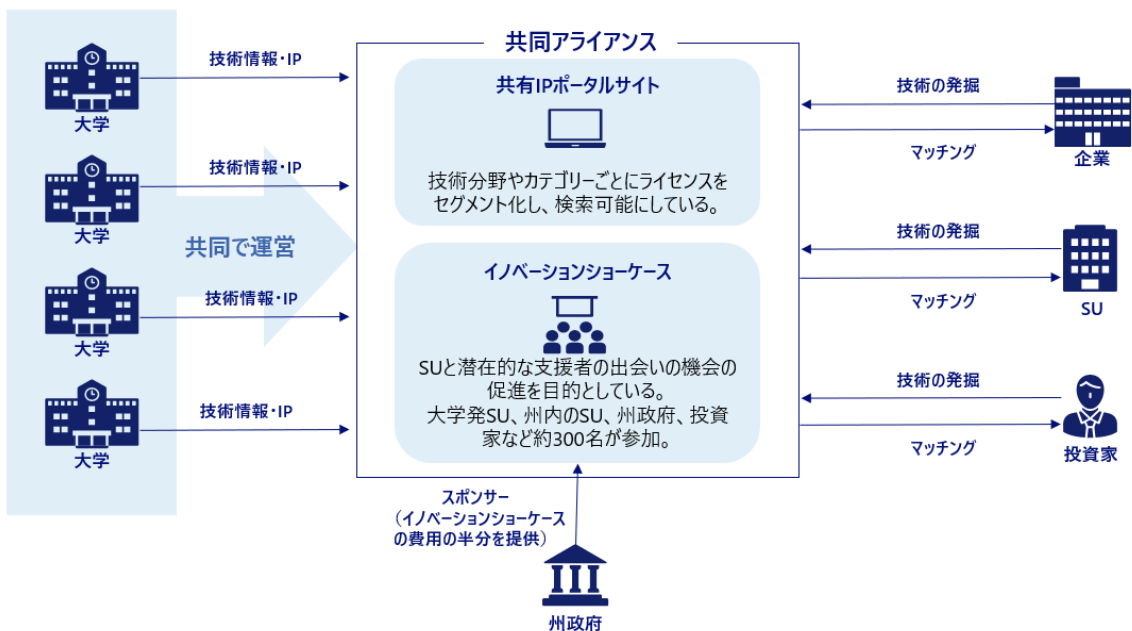 技術情報・IP
大学
技術情報・IP
大学
共同で運営
技術情報・IP
大学
技術情報・IP
大学
共同アライアンス
共有IPポータルサイト
技術分野やカテゴリーごとにライセンスを
セグメント化し、検索可能にしている。
イノベーションショーケース
SUと潜在的な支援者の出会いの機会の
促進を目的としている。
大学発SU、州内のSU、州政府、投資
家など約300名が参加。
スポンサー
（イノベーションショーケース
の費用の半分を提供）
州政府
技術の発掘
マッチング
企業
技術の発掘
マッチング
SU
技術の発掘
マッチング
投資家